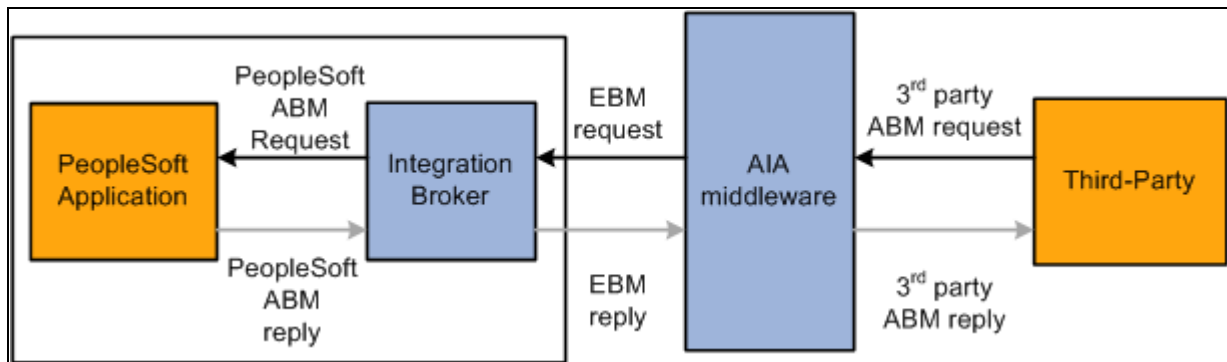 PeopleSoft
ABM
Request
EBM
request
3rd party
ABM request
PeopleSoft
Application
Integration
Broker
AIA
middleware
Third-Party
PeopleSoft
ABM
reply
EBM
reply
3rd party
ABM reply